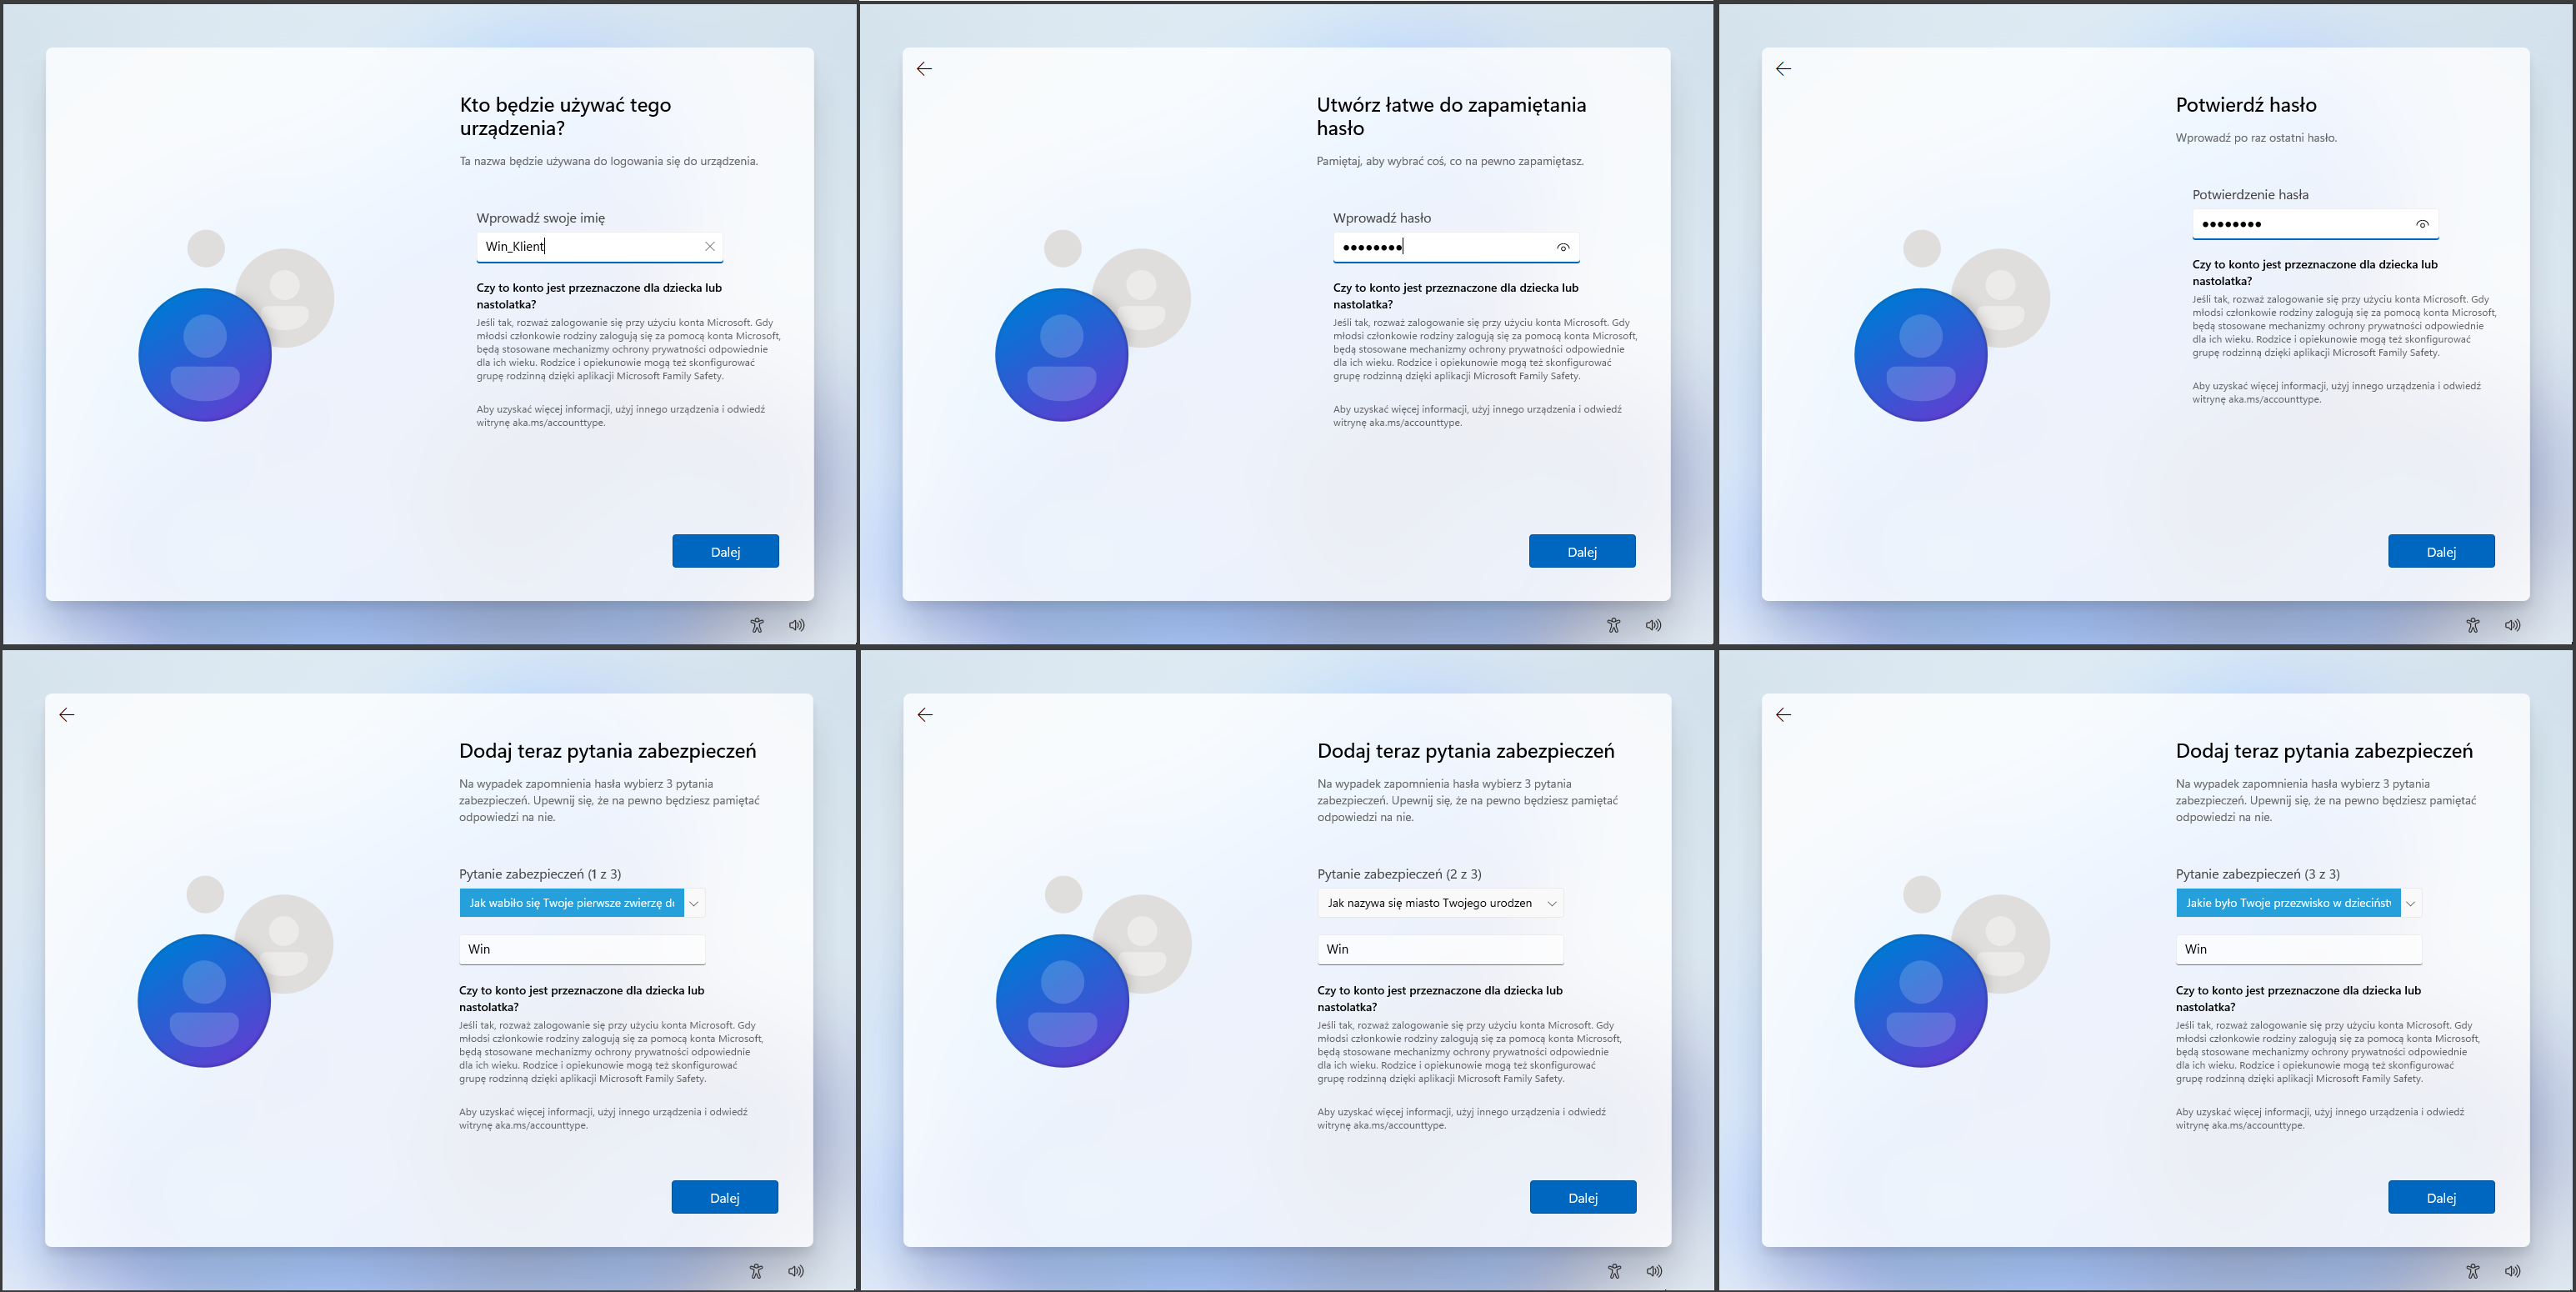 Kto będzie używać tego
urządzenia?
Ta nazwa będzie używana do logowania się do urządzenia.
Wprowadź swoje imię
Win_Klient
Czy to konto jest przeznaczone dla dziecka lub
nastolatka?
Jeśli tak, rozważ zalogowanie się przy użyciu konta Microsoft. Gdy
młodsi członkowie rodziny zalogują się za pomocą konta Microsoft,
będą stosowane mechanizmy ochrony prywatności odpowiednie
dla ich wieku. Rodzice i opiekunowie mogą też skonfigurować
grupę rodzinną dzięki aplikacji Microsoft Family Safety.
Aby uzyskać więcej informacji, użyj innego urządzenia i odwiedź
witrynę aka.ms/accounttype.
Dalej
Utwórz łatwe do zapamiętania
hasło
Pamiętaj, aby wybrać coś, co na pewno zapamiętasz.
Wprowadź hasło
●●●●●●●●
Czy to konto jest przeznaczone dla dziecka lub
nastolatka?
Jeśli tak, rozważ zalogowanie się przy użyciu konta Microsoft. Gdy
młodsi członkowie rodziny zalogują się za pomocą konta Microsoft,
będą stosowane mechanizmy ochrony prywatności odpowiednie
dla ich wieku. Rodzice i opiekunowie mogą też skonfigurować
grupę rodzinną dzięki aplikacji Microsoft Family Safety.
Aby uzyskać więcej informacji, użyj innego urządzenia i odwiedź
witrynę aka.ms/accounttype.
Dalej
Potwierdź hasło
Wprowadź po raz ostatni hasło.
Potwierdzenie hasła
●●●●●●●●
Czy to konto jest przeznaczone dla dziecka lub
nastolatka?
Jeśli tak, rozważ zalogowanie się przy użyciu konta Microsoft. Gdy
młodsi członkowie rodziny zalogują się za pomocą konta Microsoft,
będą stosowane mechanizmy ochrony prywatności odpowiednie
dla ich wieku. Rodzice i opiekunowie mogą też skonfigurować
grupę rodzinną dzięki aplikacji Microsoft Family Safety.
Aby uzyskać więcej informacji, użyj innego urządzenia i odwiedź
witrynę aka.ms/accounttype.
Dalej
Dodaj teraz pytania zabezpieczeń
Na wypadek zapomnienia hasła wybierz 3 pytania
zabezpieczeń. Upewnij się, że na pewno będziesz pamiętać
odpowiedzi na nie.
Pytanie zabezpieczeń (1 z 3)
Jak wabiło się Twoje pierwsze zwierzę do
Win
Czy to konto jest przeznaczone dla dziecka lub
nastolatka?
Jeśli tak, rozważ zalogowanie się przy użyciu konta Microsoft. Gdy
młodsi członkowie rodziny zalogują się za pomocą konta Microsoft,
będą stosowane mechanizmy ochrony prywatności odpowiednie
dla ich wieku. Rodzice i opiekunowie mogą też skonfigurować
grupę rodzinną dzięki aplikacji Microsoft Family Safety.
Aby uzyskać więcej informacji, użyj innego urządzenia i odwiedź
witrynę aka.ms/accounttype.
Dalej
Dodaj teraz pytania zabezpieczeń
Na wypadek zapomnienia hasła wybierz 3 pytania
zabezpieczeń. Upewnij się, że na pewno będziesz pamiętać
odpowiedzi na nie.
Pytanie zabezpieczeń (2 z 3)
Jak nazywa się miasto Twojego urodzen
Win
Czy to konto jest przeznaczone dla dziecka lub
nastolatka?
Jeśli tak, rozważ zalogowanie się przy użyciu konta Microsoft. Gdy
młodsi członkowie rodziny zalogują się za pomocą konta Microsoft,
będą stosowane mechanizmy ochrony prywatności odpowiednie
dla ich wieku. Rodzice i opiekunowie mogą też skonfigurować
grupę rodzinną dzięki aplikacji Microsoft Family Safety.
Aby uzyskać więcej informacji, użyj innego urządzenia i odwiedź
witrynę aka.ms/accounttype.
Dalej
Dodaj teraz pytania zabezpieczeń
Na wypadek zapomnienia hasła wybierz 3 pytania
zabezpieczeń. Upewnij się, że na pewno będziesz pamiętać
odpowiedzi na nie.
Pytanie zabezpieczeń (3 z 3)
Jakie było Twoje przezwisko w dziecińst
Win
Czy to konto jest przeznaczone dla dziecka lub
nastolatka?
Jeśli tak, rozważ zalogowanie się przy użyciu konta Microsoft. Gdy
młodsi członkowie rodziny zalogują się za pomocą konta Microsoft,
będą stosowane mechanizmy ochrony prywatności odpowiednie
dla ich wieku. Rodzice i opiekunowie mogą też skonfigurować
grupę rodzinną dzięki aplikacji Microsoft Family Safety.
Aby uzyskać więcej informacji, użyj innego urządzenia i odwiedź
witrynę aka.ms/accounttype.
Dalej